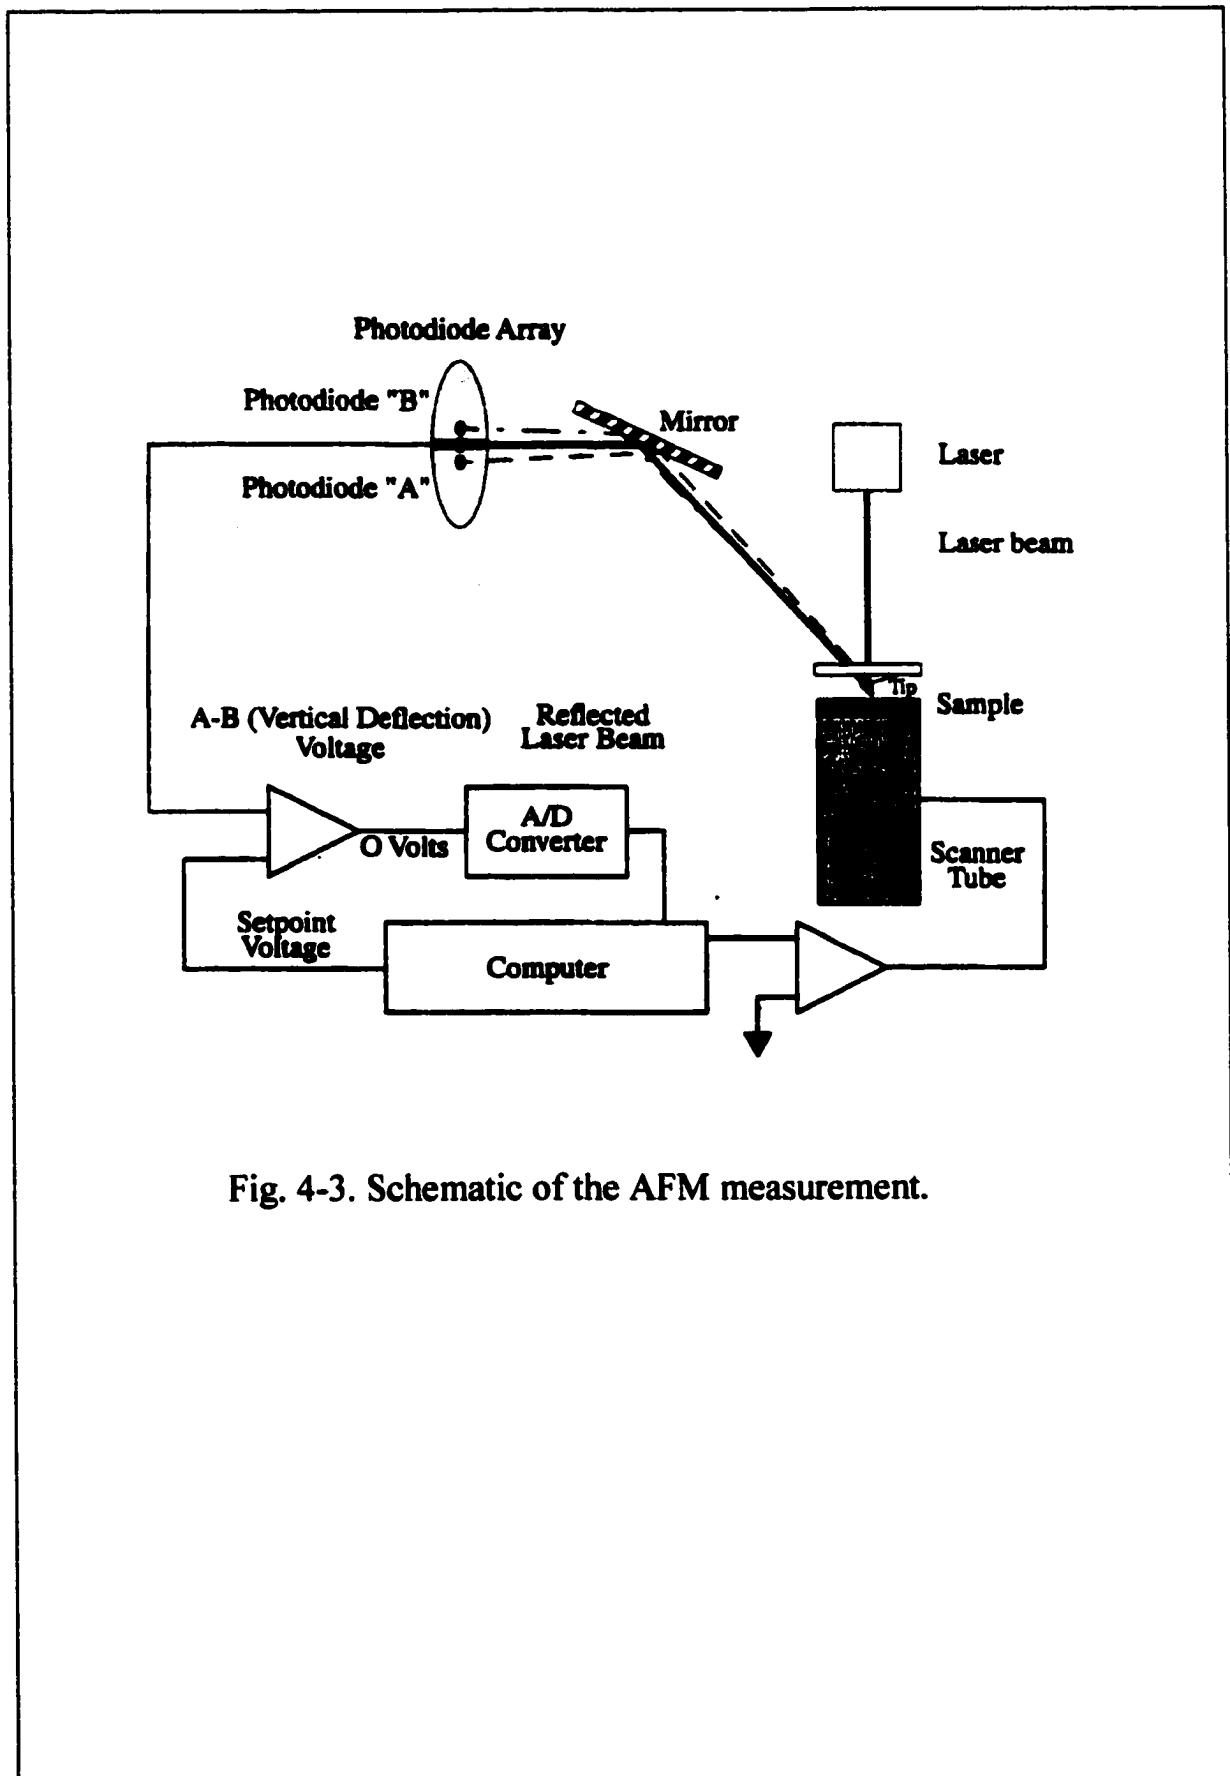 Photodiode Array
Photodiode "B"
Mirror
Laser
Photodiode "A"
Laser beam
Tip
Sample
A-B (Vertical Deflection)
Voltage
Reflected
Laser Beam
A/D
Converter
O Volts
Scanner
Tube
Setpoint
Voltage
Computer
Fig. 4-3. Schematic of the AFM measurement.